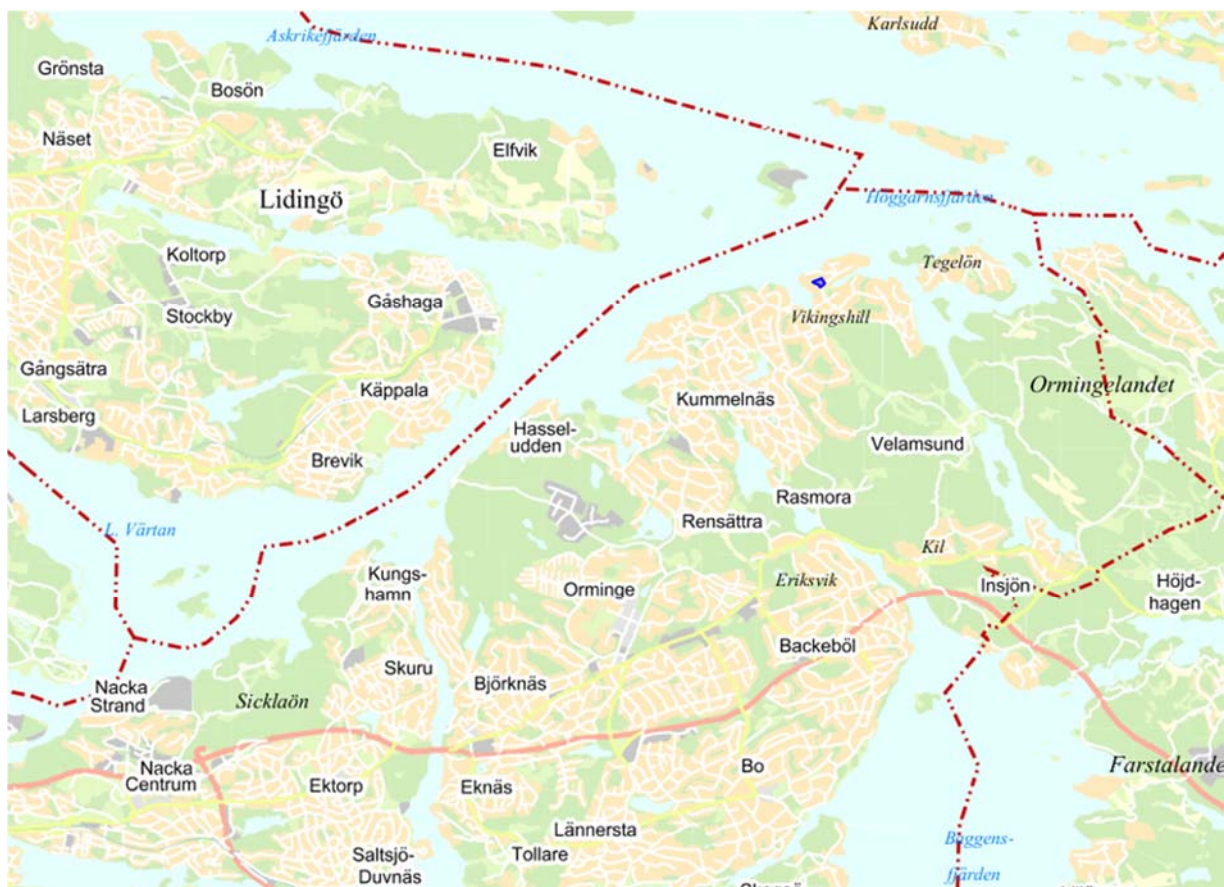 Karlsudd
Askrikefjärden
Grönsta
Bosön
Näset
Elfvik
Lidingö
Höggarnsfjärden
Koltorp
Tegelön
Gåshaga
Stockby
Vikingshill
Gångsätra
Käppala
Ormingelandet
Kummelnäs
Larsberg
Hassel-
udden
Velamsund
Brevik
Rasmora
L. Värtan
Rensättra
Kil
Kungs-
hamn
Orminge
Eriksvik
Insjön
Höjd-
hagen
Backeböl
Skuru
Björknäs
Nacka
Strand
Sicklaön
Nacka
Centrum
Bo
Farstalande
Ektorp
Eknäs
Lännersta
Baggens-
fjärden
Saltsjö-
Duvnäs
Tollare